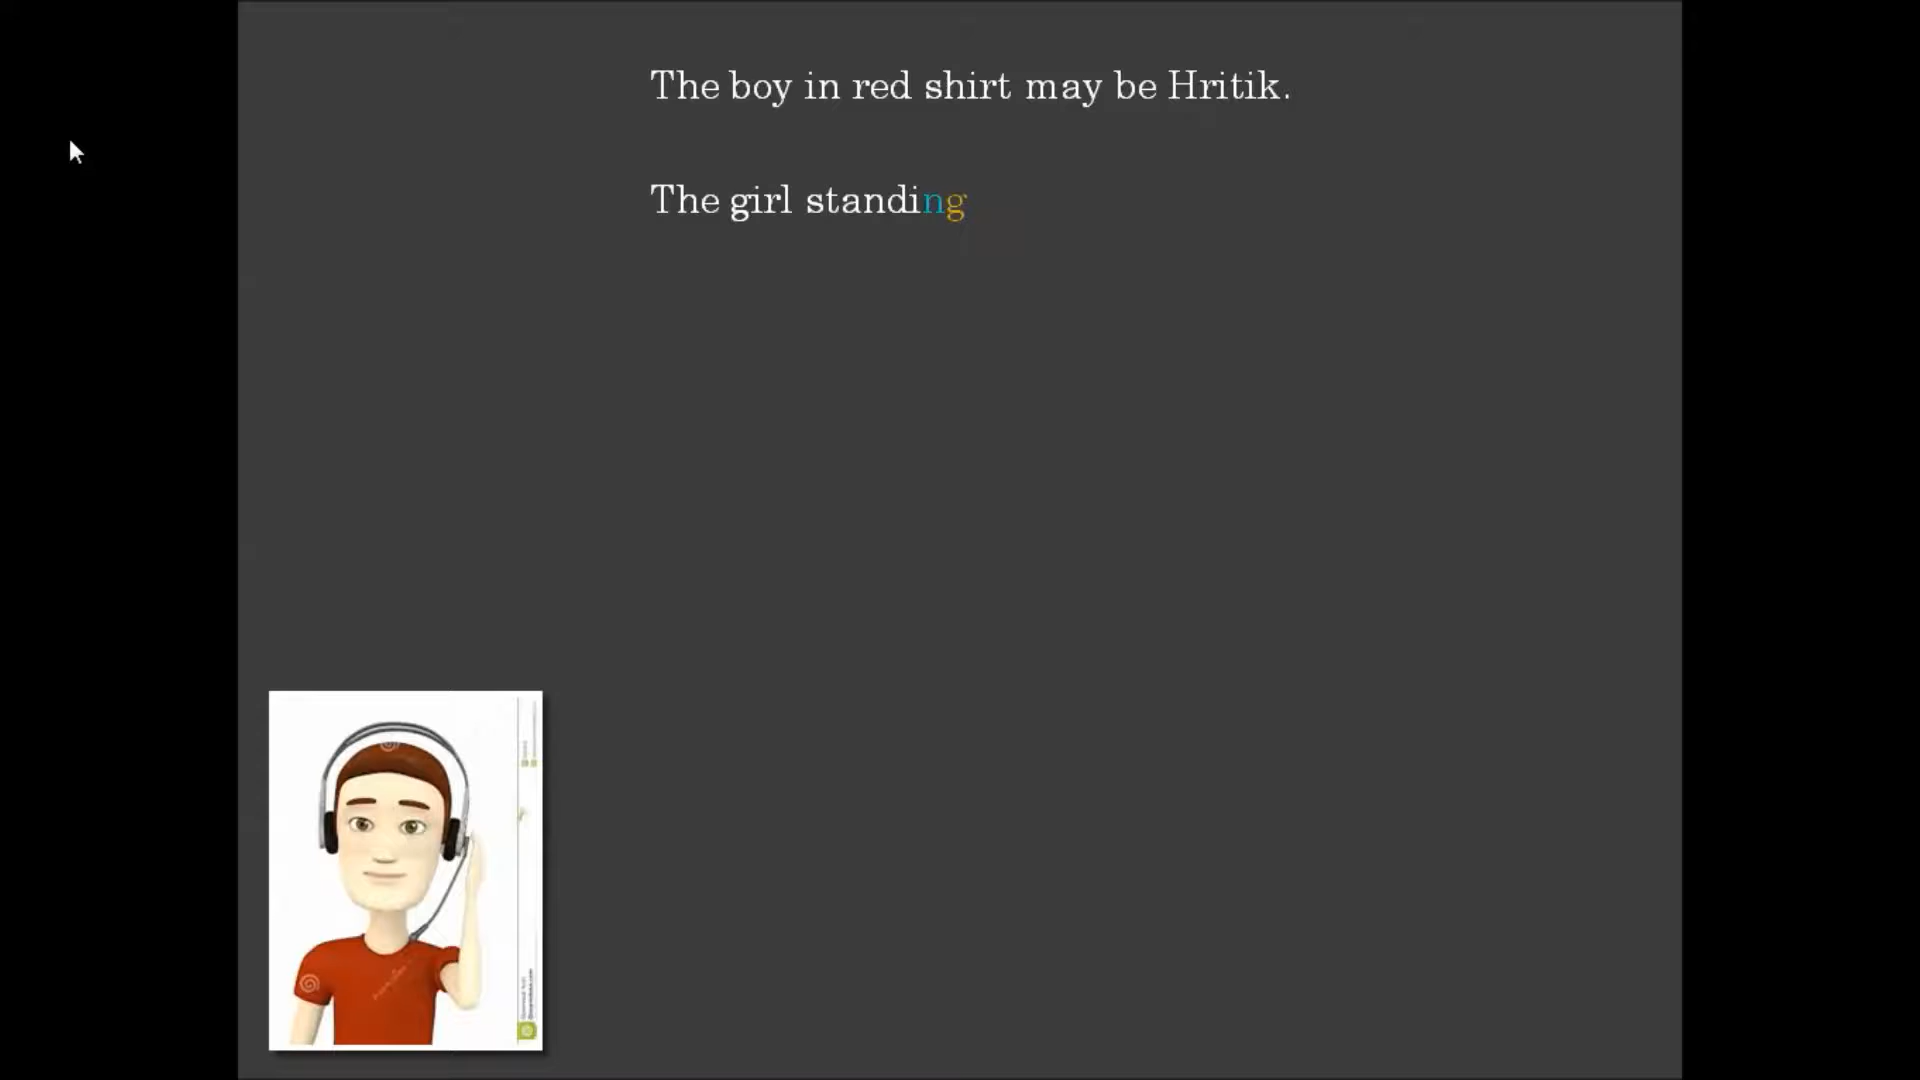 The boy in red shirt may be Hritik.
The girl standing